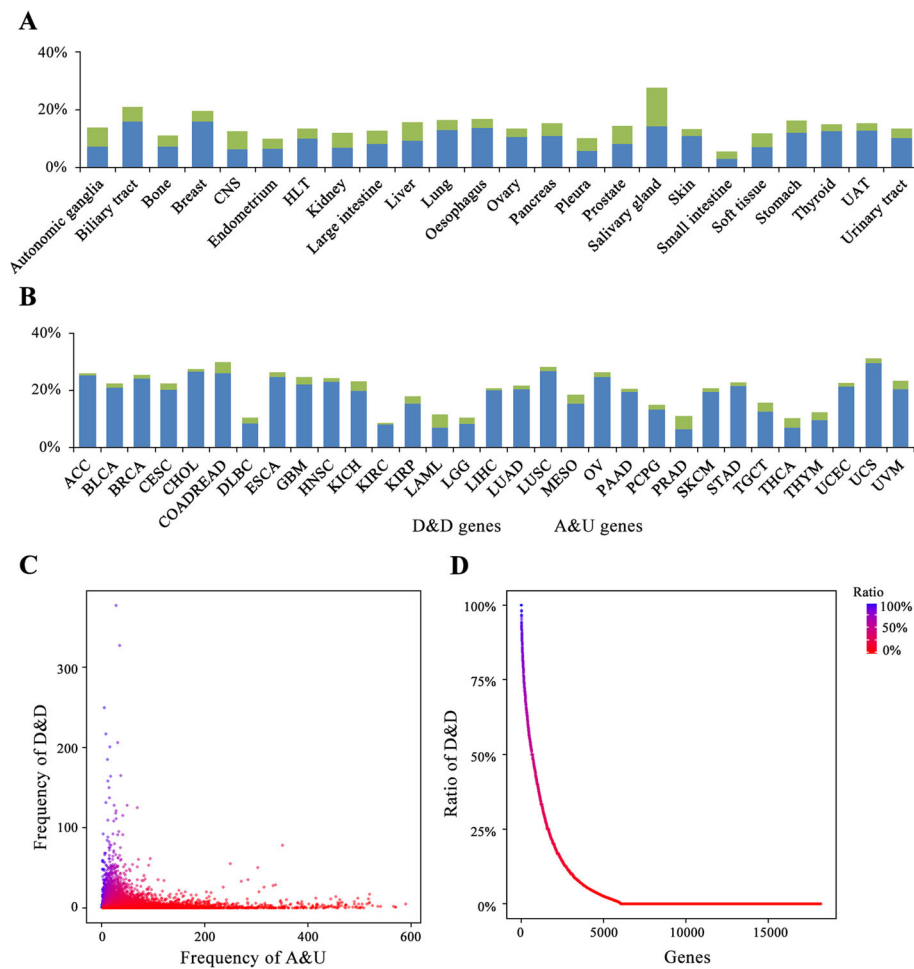 A
40%
20%
0%
Autonomic ganglia
Biliary tract
Bone
Breast
CNS
Endometrium
HLT
Kidney
Large intestine
Liver
Lung
Oesophagus
Ovary
Pancreas
Pleura
Prostate
Salivary gland
Skin
Small intestine
Soft tissue
Stomach
Thyroid
UAT
Urinary tract
B
40%
20%
0%
ACC
BLCA
BRCA
CESC
CHOL
COADREAD
DLBC
ESCA
GBM
HNSC
KICH
KIRC
KIRP
LAML
LGG
LIHC
LUAD
LUSC
MESO
OV
PAAD
PCPG
PRAD
SKCM
STAD
TGCT
THCA
THYM
UCEC
UCS
UVM
D&D genes A&U genes
C
Frequency of D&D
300
200
100
0
0 200 400 600
Frequency of A&U
D
Ratio of D&D
100%
75%
50%
25%
0%
0 5000 10000 15000
Genes
Ratio
100%
50%
0%